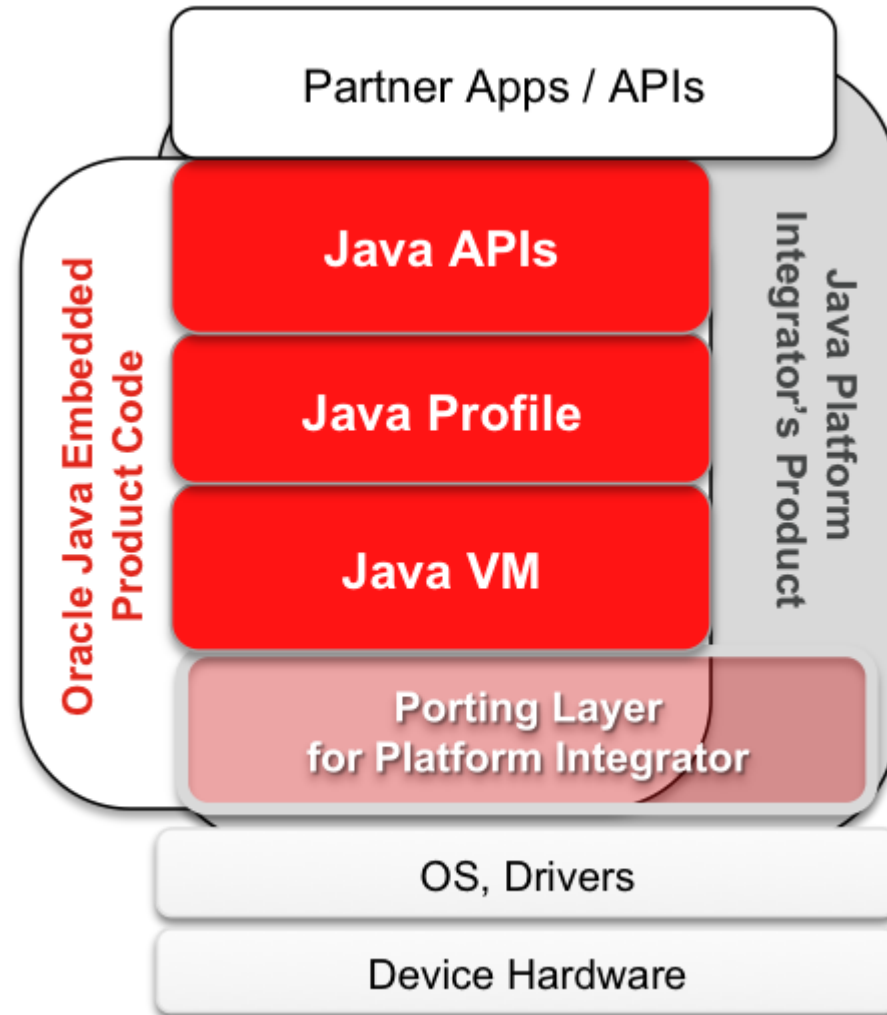 Partner Apps / APIs
Java APIs
Java Profile
Java VM
Porting Layer
for Platform Integrator
OS, Drivers
Device Hardware
Oracle Java Embedded
Product Code
Java Platform
Integrator’s Product